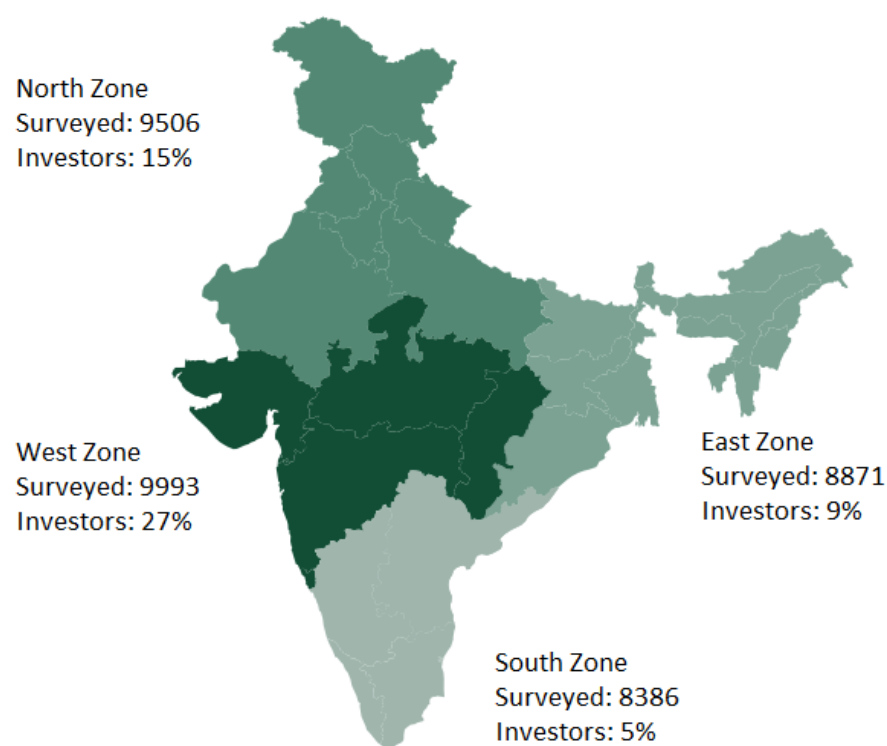 North Zone
Surveyed: 9506
Investors: 15%
West Zone
Surveyed: 9993
Investors: 27%
East Zone
Surveyed: 8871
Investors: 9%
South Zone
Surveyed: 8386
Investors: 5%